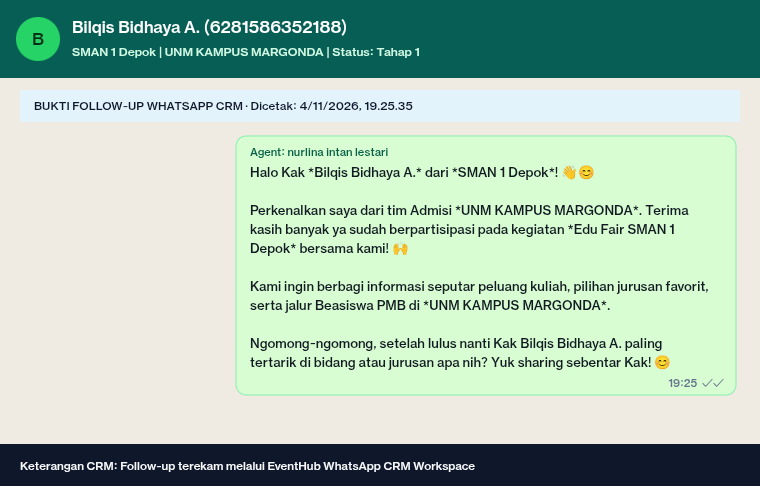 B
Bilqis Bidhaya A. (6281586352188)
SMAN 1 Depok | UNM KAMPUS MARGONDA | Status: Tahap 1
BUKTI FOLLOW-UP WHATSAPP CRM · Dicetak: 4/11/2026, 19.25.35
Agent: nurlina intan lestari
Halo Kak *Bilqis Bidhaya A.* dari *SMAN 1 Depok*! 👋😊
Perkenalkan saya dari tim Admisi *UNM KAMPUS MARGONDA*. Terima
kasih banyak ya sudah berpartisipasi pada kegiatan *Edu Fair SMAN 1
Depok* bersama kami! 🙌
Kami ingin berbagi informasi seputar peluang kuliah, pilihan jurusan favorit,
serta jalur Beasiswa PMB di *UNM KAMPUS MARGONDA*.
Ngomong-ngomong, setelah lulus nanti Kak Bilqis Bidhaya A. paling
tertarik di bidang atau jurusan apa nih? Yuk sharing sebentar Kak! 😊
19:25
Keterangan CRM: Follow-up terekam melalui EventHub WhatsApp CRM Workspace